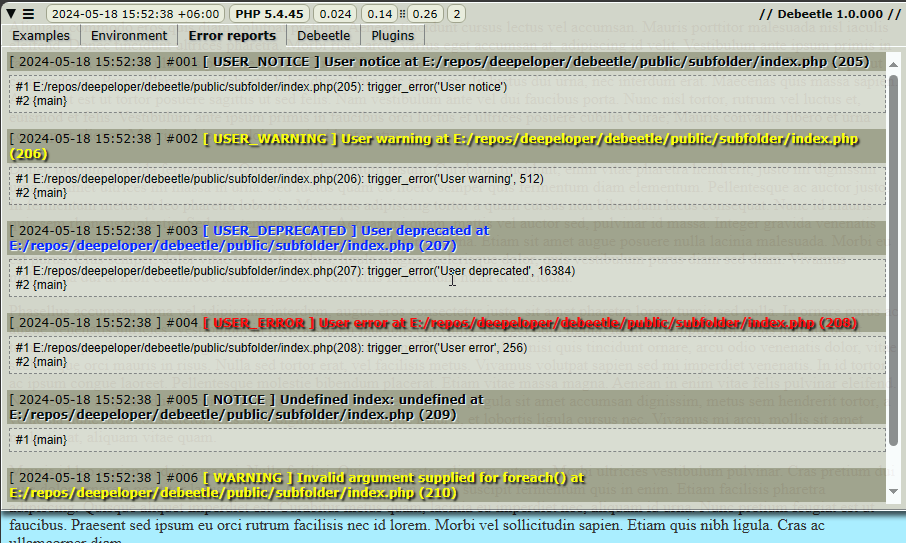 ▼ ☰ 2024-05-18 15:52:38 +06:00 PHP 5.4.45 0.024 0.14 0.26 2 // Debeetle 1.0.000 //
Examples Environment Error reports Debeetle Plugins
[ 2024-05-18 15:52:38 ] #001 [ USER_NOTICE ] User notice at E:/repos/deepeloper/debeetle/public/subfolder/index.php (205)
#1 E:/repos/deepeloper/debeetle/public/subfolder/index.php(205): trigger_error('User notice')
#2 {main}
[ 2024-05-18 15:52:38 ] #002 [ USER_WARNING ] User warning at E:/repos/deepeloper/debeetle/public/subfolder/index.php
(206)
#1 E:/repos/deepeloper/debeetle/public/subfolder/index.php(206): trigger_error('User warning', 512)
#2 {main}
[ 2024-05-18 15:52:38 ] #003 [ USER_DEPRECATED ] User deprecated at
E:/repos/deepeloper/debeetle/public/subfolder/index.php (207)
#1 E:/repos/deepeloper/debeetle/public/subfolder/index.php(207): trigger_error('User deprecated', 16384)
#2 {main}
[ 2024-05-18 15:52:38 ] #004 [ USER_ERROR ] User error at E:/repos/deepeloper/debeetle/public/subfolder/index.php (208)
#1 E:/repos/deepeloper/debeetle/public/subfolder/index.php(208): trigger_error('User error', 256)
#2 {main}
[ 2024-05-18 15:52:38 ] #005 [ NOTICE ] Undefined index: undefined at
E:/repos/deepeloper/debeetle/public/subfolder/index.php (209)
#1 {main}
[ 2024-05-18 15:52:38 ] #006 [ WARNING ] Invalid argument supplied for foreach() at
E:/repos/deepeloper/debeetle/public/subfolder/index.php (210)
faucibus. Praesent sed ipsum eu orci rutrum facilisis nec id lorem. Morbi vel sollicitudin sapien. Etiam quis nibh ligula. Cras ac
ullamcorper diam.